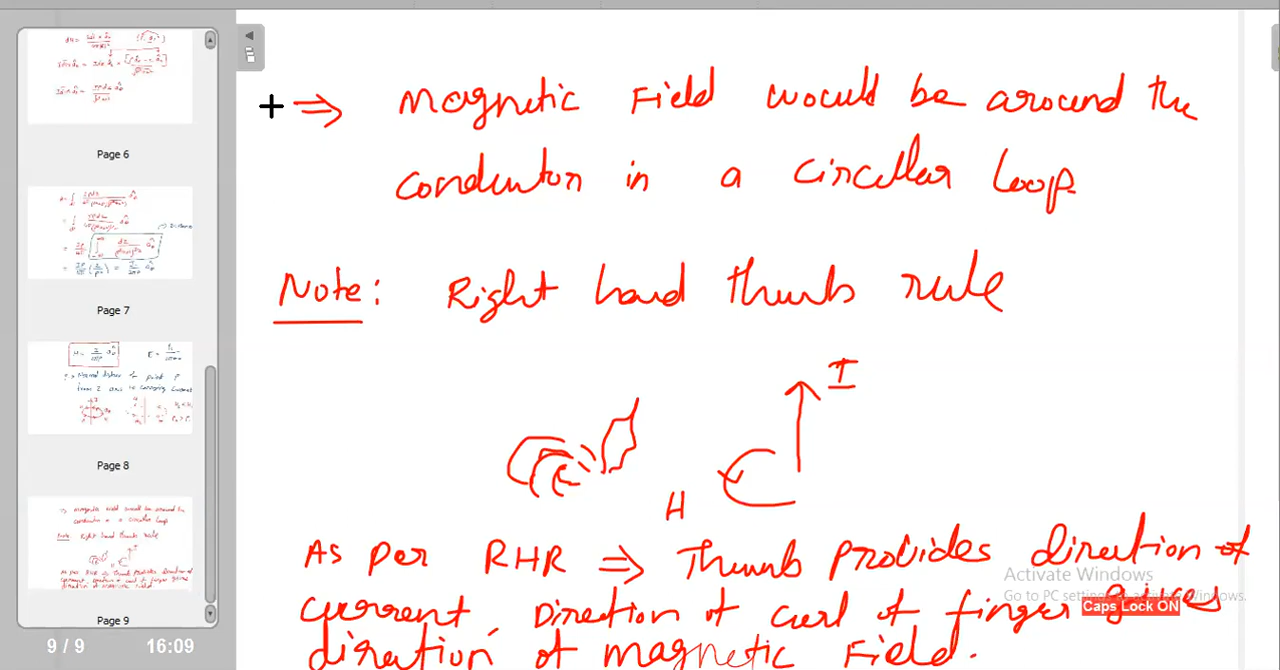 ⇒ Magnetic Field would be around the
conductor in a circular loop
Note: Right hand thumb rule
I
H
As per RHR ⇒ Thumb provides direction of
current, Direction of curl of finger gives
direction of magnetic Field.
Activate Windows
Go to PC settings to activate Windows.
Caps Lock ON
Page 6
Page 7
Page 8
Page 9
9 / 9 16:09